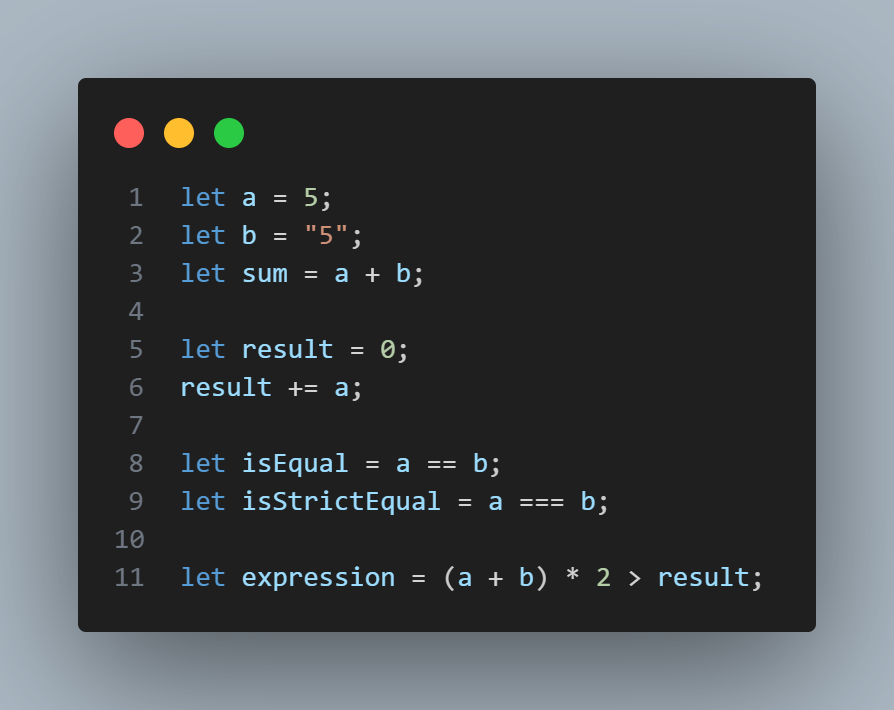 1 let a = 5;
2 let b = "5";
3 let sum = a + b;
4
5 let result = 0;
6 result += a;
7
8 let isEqual = a == b;
9 let isStrictEqual = a === b;
10
11 let expression = (a + b) * 2 > result;